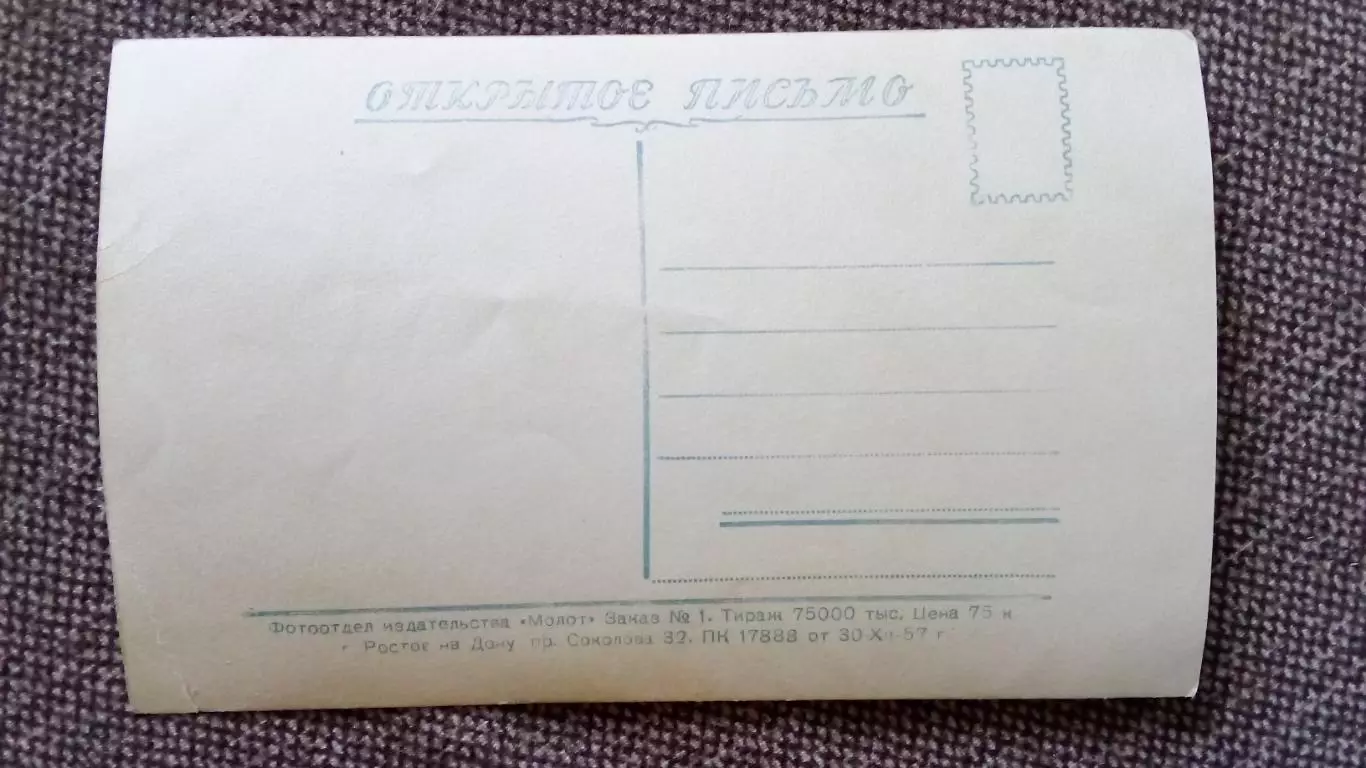 ОТКРЫТОЕ ПИСЬМО
Фотоотдел издательства «Молот» Заказ № 1. Тираж 75000 тыс. Цена 75 к.
г. Ростов на Дону пр. Соколова 32. ПК 17888 от 30-XII-57 г.